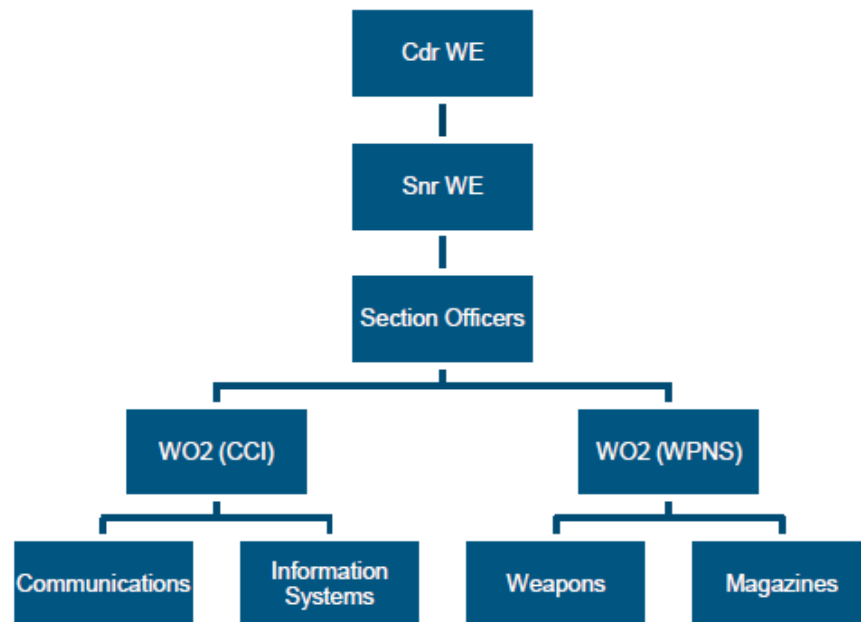 Cdr WE
Snr WE
Section Officers
WO2 (CCI)
WO2 (WPNS)
Communications
Information
Systems
Weapons
Magazines